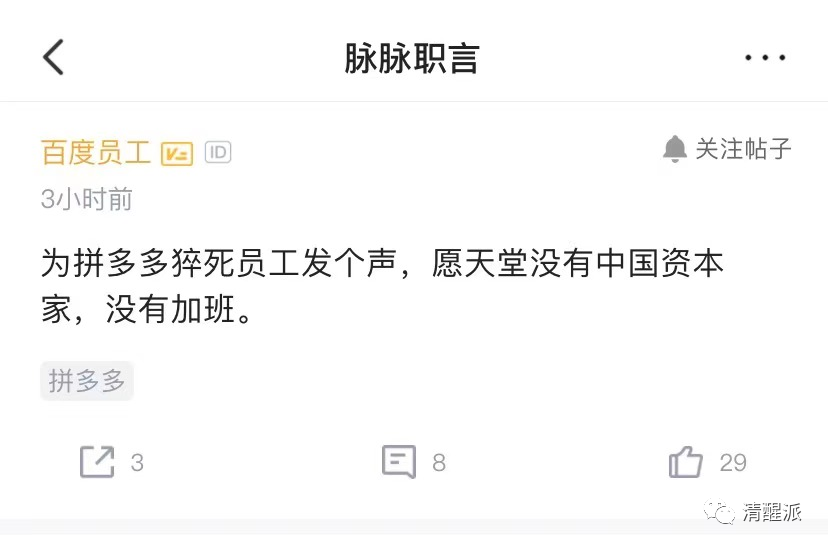 脉脉职言
百度员工 V= ID
关注帖子
3小时前
为拼多多猝死员工发个声，愿天堂没有中国资本
家，没有加班。
拼多多
3 8 29
清醒派